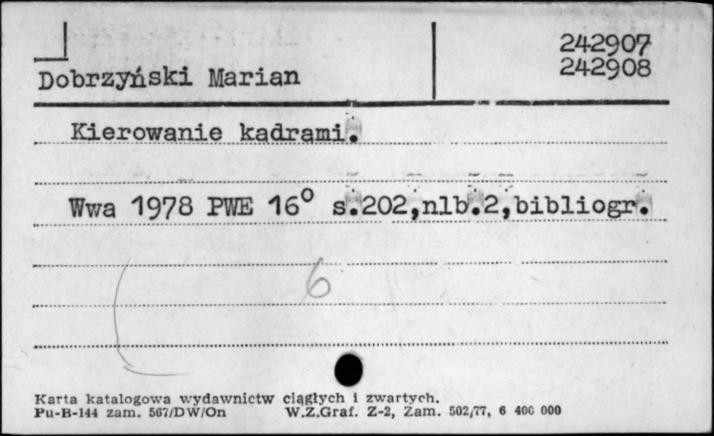 242907
242908
Dobrzyński Marian
Kierowanie kadrami.
Wwa 1978 PWE 16° s.202,nlb.2,bibliogr.
6
Karta katalogowa wydawnictw ciągłych i zwartych.
Pu-B-144 zam. 567/DW/On W.Z.Graf. Z-2, Zam. 502/77, 6 400 000